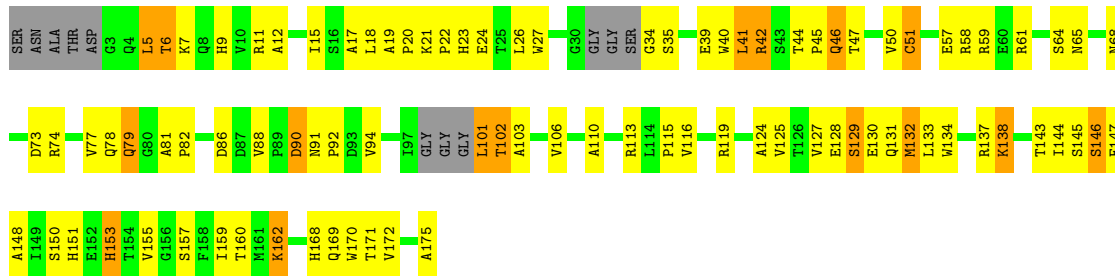 SER ASN ALA THR ASP G3 Q4 L5 T6 K7 Q8 H9 V10 R11 A12 I15 S16 A17 L18 A19 P20 K21 P22 H23 E24 T25 L26 W27 G30 GLY GLY SER G34 S35 E39 W40 L41 R42 S43 T44 P45 Q46 T47 V50 C51 E57 R58 R59 E60 R61 S64 N65 N68
D73 R74 V77 Q78 Q79 G80 A81 P82 D86 D87 V88 P89 D90 N91 P92 D93 V94 I97 GLY GLY GLY L101 T102 A103 V106 A110 R113 L114 P115 V116 R119 A124 V125 T126 V127 E128 S129 E130 Q131 M132 L133 W134 R137 K138 T143 I144 S145 S146 E147
A148 I149 S150 H151 E152 H153 T154 V155 G156 S157 F158 I159 T160 M161 K162 H168 Q169 W170 T171 V172 A175